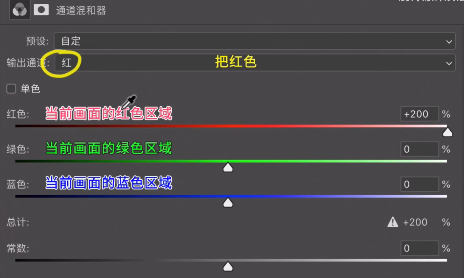 通道混和器
预设: 自定
输出通道: 红
把红色
单色
红色: 当前画面的红色区域 +200 %
绿色: 当前画面的绿色区域 0 %
蓝色: 当前画面的蓝色区域 0 %
总计: +200 %
常数: 0 %